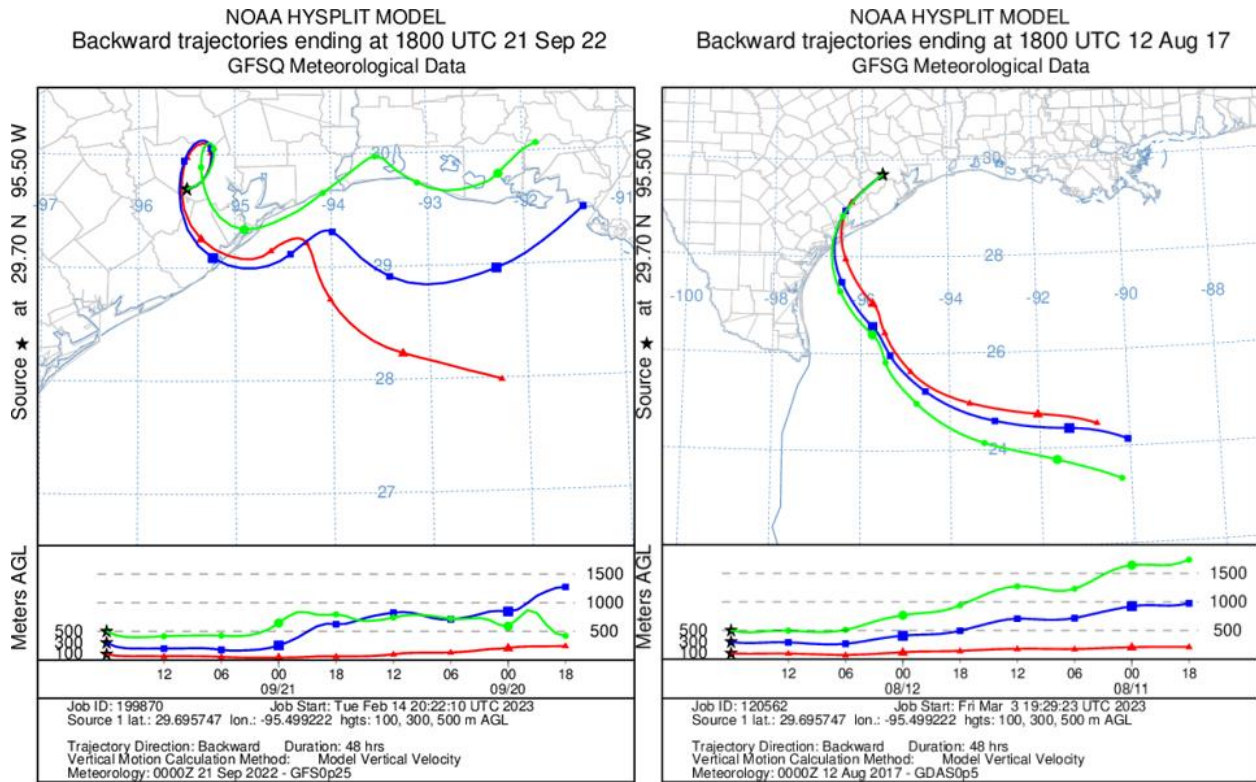 NOAA HYSPLIT MODEL
Backward trajectories ending at 1800 UTC 21 Sep 22
GFSQ Meteorological Data
Source ★ at 29.70 N 95.50 W
-97
-96
-95
-94
-93
-92
-91
30
29
28
27
Meters AGL
1500
1000
500
500
300
100
12
06
00
18
12
06
00
18
09/21
09/20
Job ID: 199870 Job Start: Tue Feb 14 20:22:10 UTC 2023
Source 1 lat.: 29.695747 lon.: -95.499222 hgts: 100, 300, 500 m AGL
Trajectory Direction: Backward Duration: 48 hrs
Vertical Motion Calculation Method: Model Vertical Velocity
Meteorology: 0000Z 21 Sep 2022 - GFS0p25
NOAA HYSPLIT MODEL
Backward trajectories ending at 1800 UTC 12 Aug 17
GFSG Meteorological Data
Source ★ at 29.70 N 95.50 W
30
28
26
24
-100
-98
-96
-94
-92
-90
-88
Meters AGL
1500
1000
500
500
300
100
12
06
00
18
12
06
00
18
08/12
08/11
Job ID: 120562 Job Start: Fri Mar 3 19:29:23 UTC 2023
Source 1 lat.: 29.695747 lon.: -95.499222 hgts: 100, 300, 500 m AGL
Trajectory Direction: Backward Duration: 48 hrs
Vertical Motion Calculation Method: Model Vertical Velocity
Meteorology: 0000Z 12 Aug 2017 - GDAS0p5